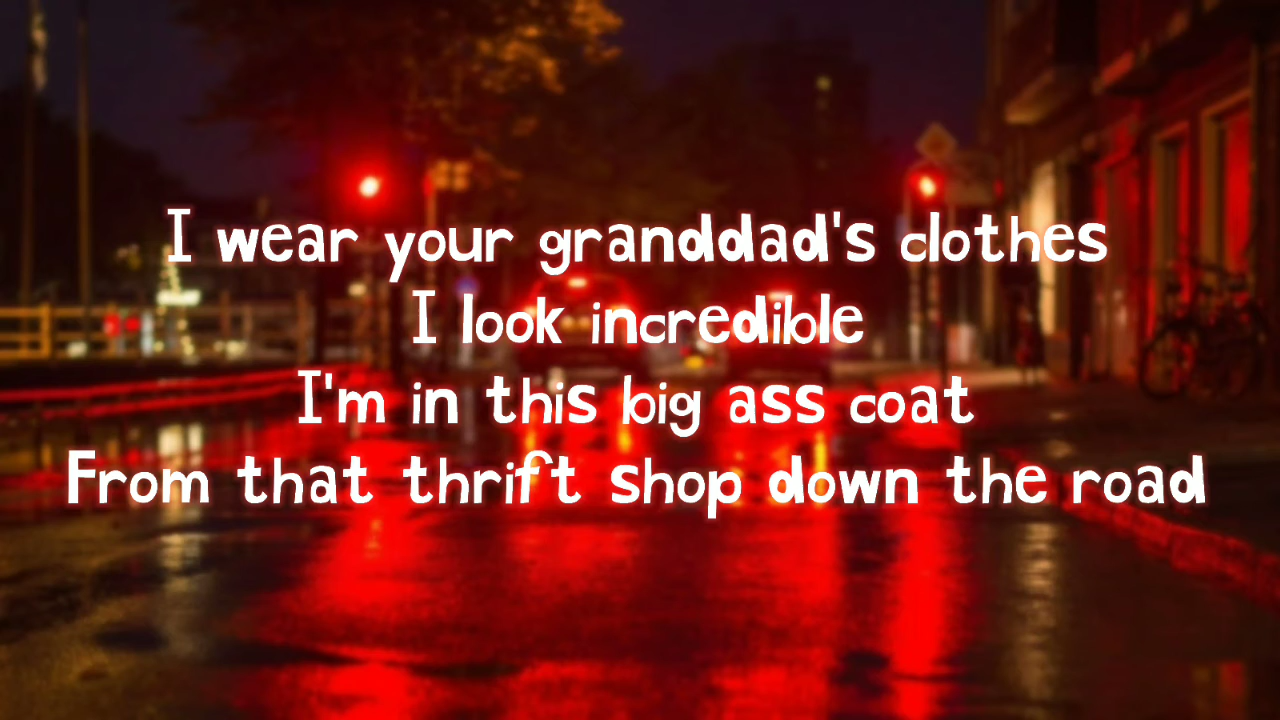 I wear your granddad's clothes
I look incredible
I'm in this big ass coat
From that thrift shop down the road